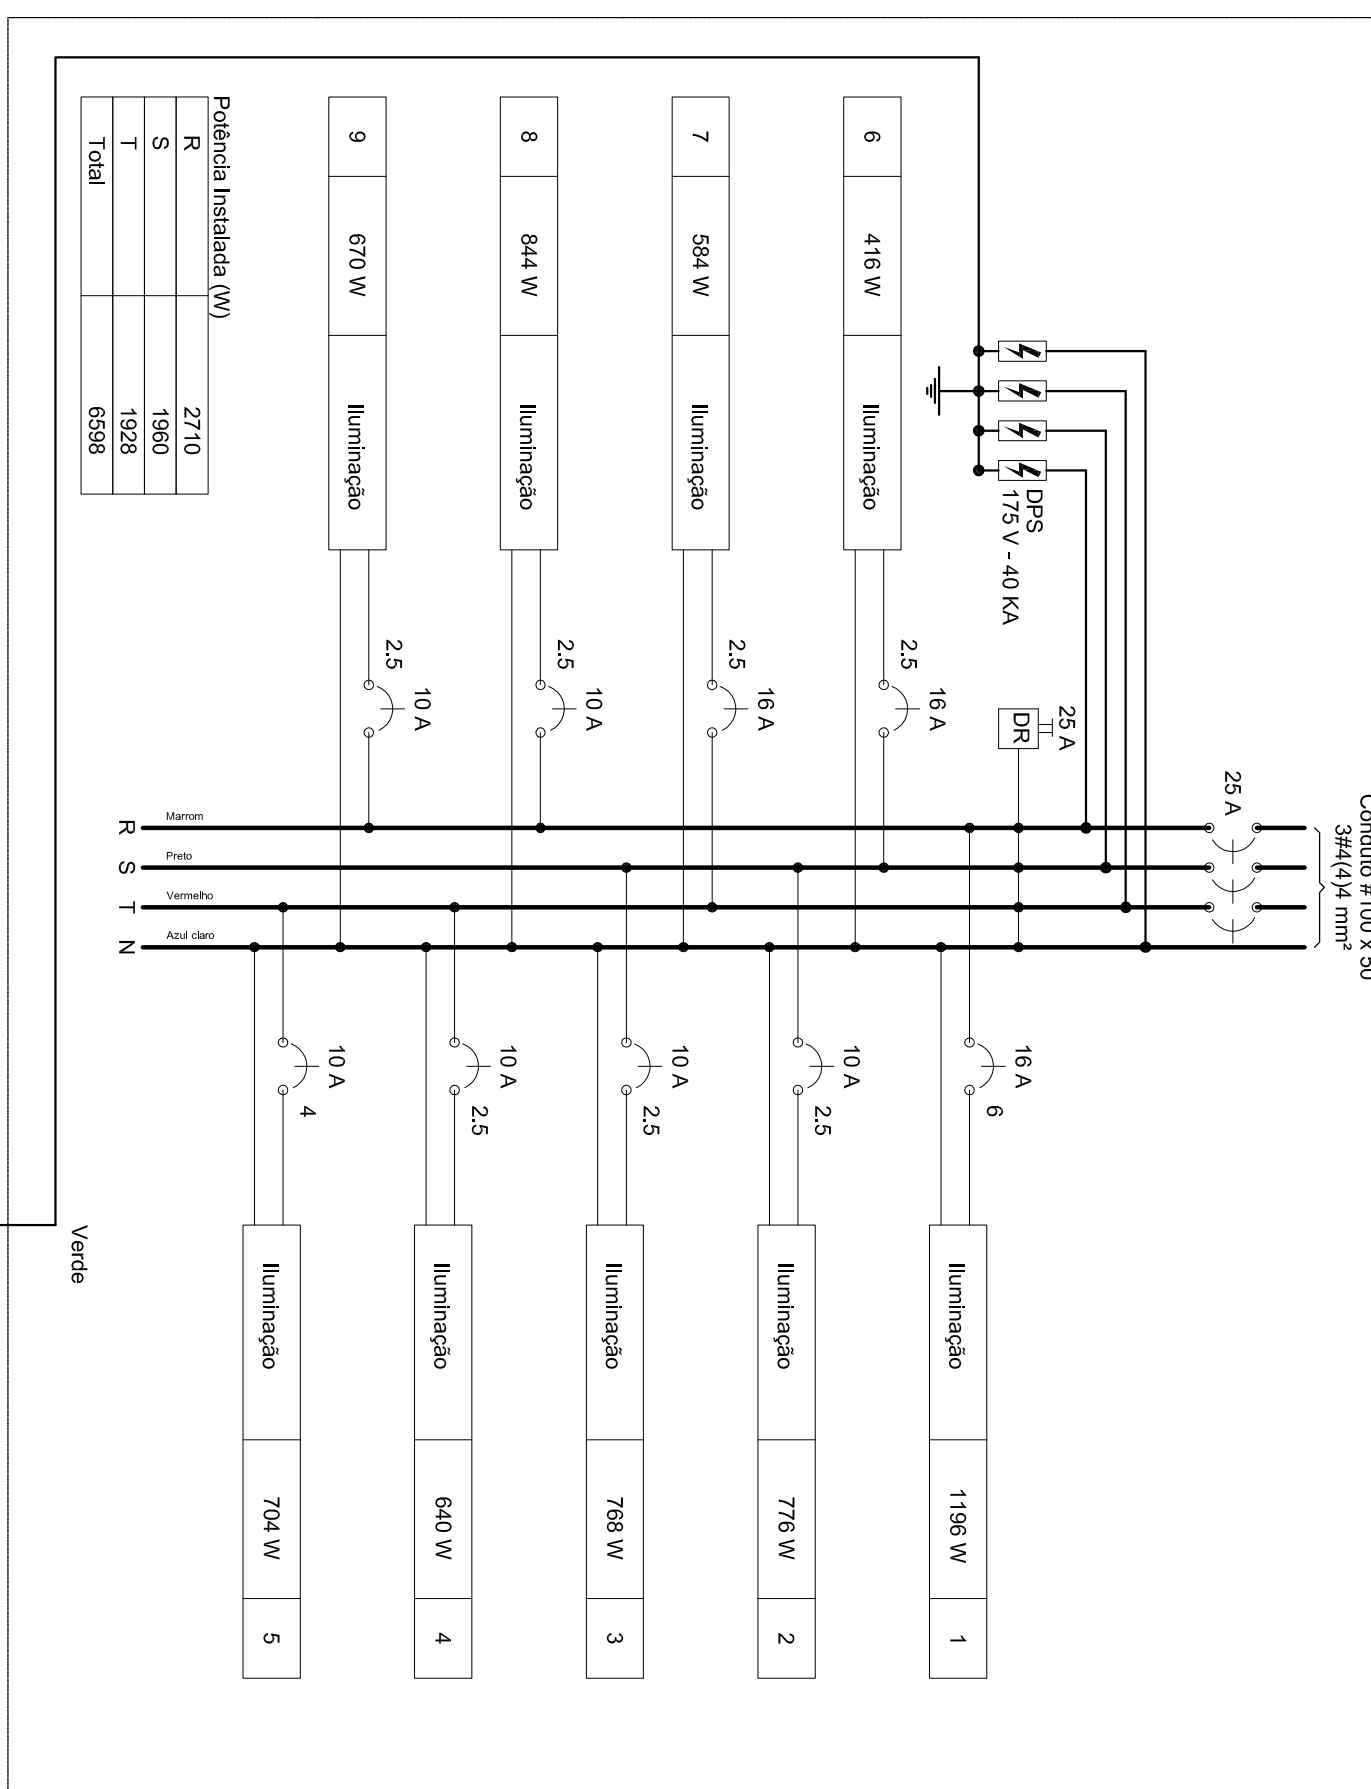 Conduto #100 x 50
3#4(4)4 mm²
25 A
25 A
DR
DPS
175 V - 40 KA
6
416 W
Iluminação
2.5
16 A
7
584 W
Iluminação
2.5
16 A
8
844 W
Iluminação
2.5
10 A
9
670 W
Iluminação
2.5
10 A
16 A
6
Iluminação
1196 W
1
10 A
2.5
Iluminação
776 W
2
10 A
2.5
Iluminação
768 W
3
10 A
2.5
Iluminação
640 W
4
10 A
4
Iluminação
704 W
5
R
Marrom
S
Preto
T
Vermelho
N
Azul claro
Potência Instalada (W)
R 2710
S 1960
T 1928
Total 6598
Verde